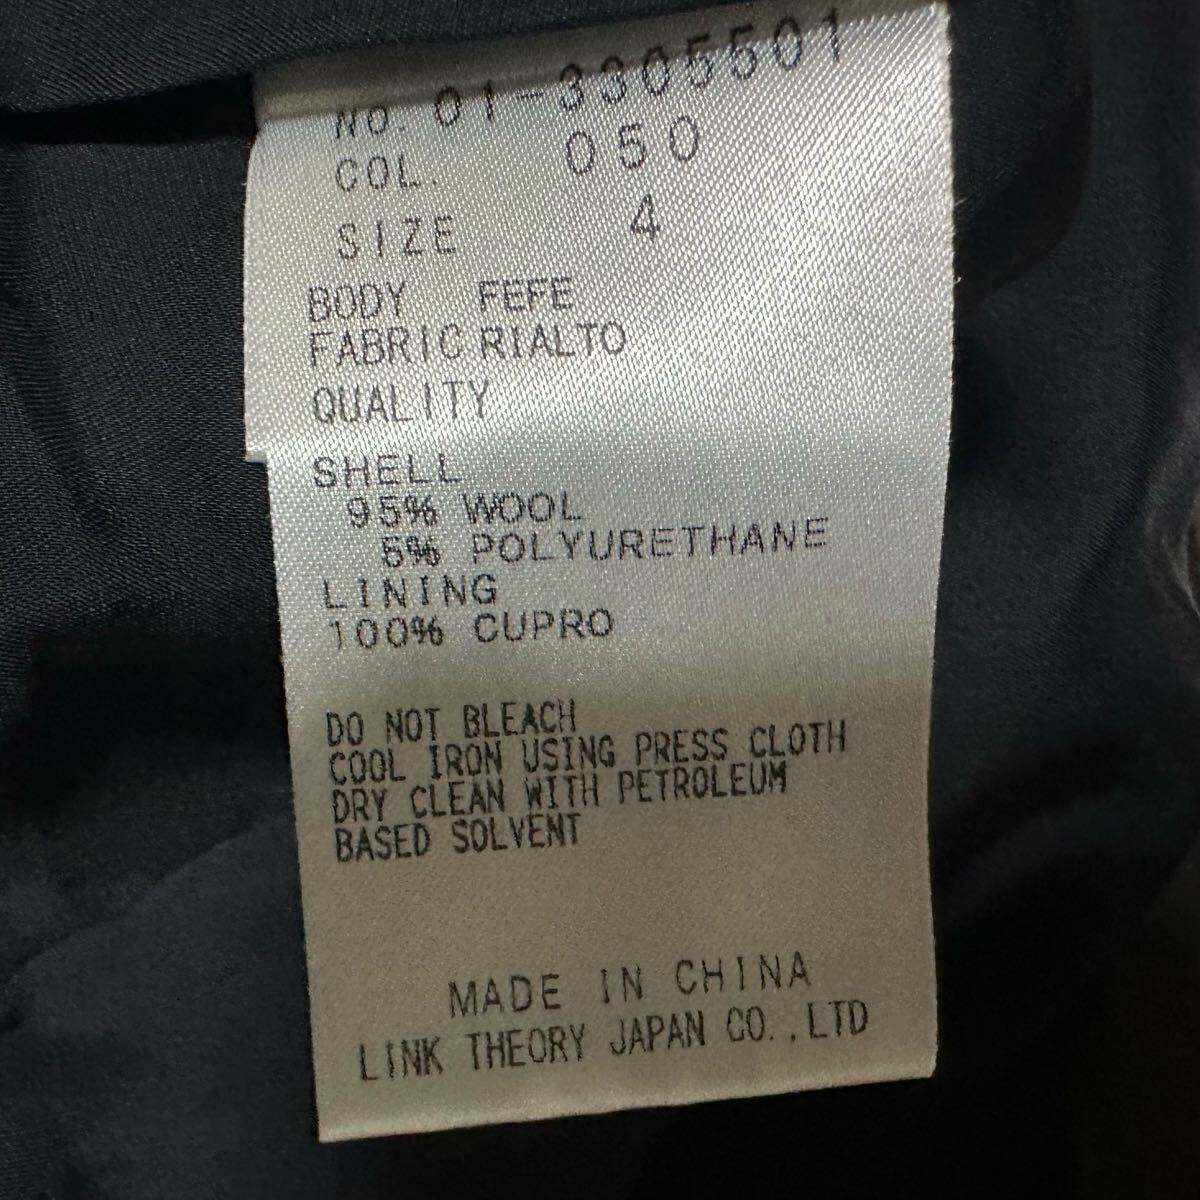 No. 01-3305501
COL. 050
SIZE 4
BODY FEFE
FABRIC RIALTO
QUALITY
SHELL
95% WOOL
5% POLYURETHANE
LINING
100% CUPRO
DO NOT BLEACH
COOL IRON USING PRESS CLOTH
DRY CLEAN WITH PETROLEUM
BASED SOLVENT
MADE IN CHINA
LINK THEORY JAPAN CO.,LTD